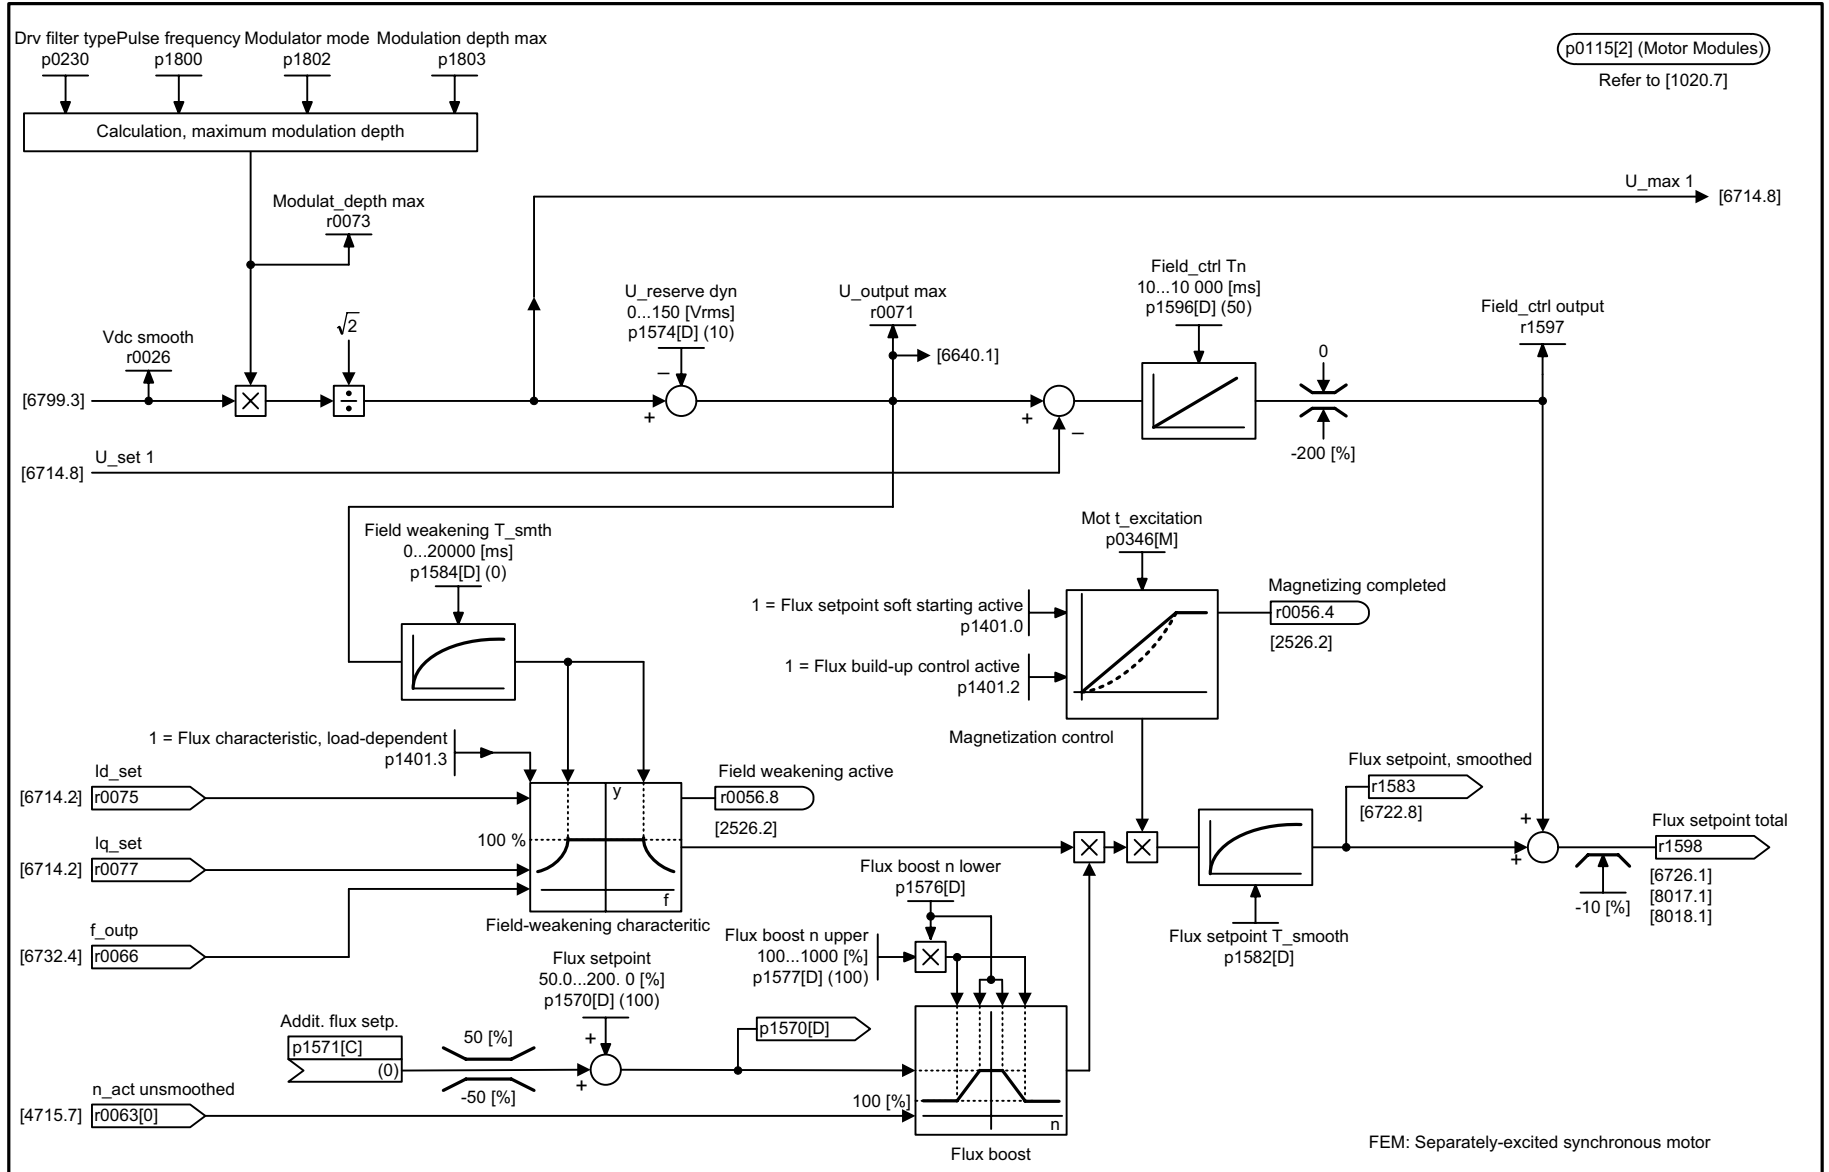 Drv filter type Pulse frequency Modulator mode Modulation depth max
p0230 p1800 p1802 p1803
p0115[2] (Motor Modules)
Refer to [1020.7]
Calculation, maximum modulation depth
U_max 1
[6714.8]
Modulat_depth max
r0073
Field_ctrl Tn
10...10 000 [ms]
p1596[D] (50)
U_reserve dyn
0...150 [Vrms]
p1574[D] (10)
U_output max
r0071
[6640.1]
Field_ctrl output
r1597
√2
Vdc smooth
r0026
0
[6799.3]
×
÷
–
+
+
–
-200 [%]
U_set 1
[6714.8]
Field weakening T_smth
0...20000 [ms]
p1584[D] (0)
Mot t_excitation
p0346[M]
1 = Flux setpoint soft starting active
p1401.0
Magnetizing completed
r0056.4
[2526.2]
1 = Flux build-up control active
p1401.2
Magnetization control
1 = Flux characteristic, load-dependent
p1401.3
Id_set
[6714.2] r0075
Field weakening active
r0056.8
[2526.2]
y
100 %
f
Iq_set
[6714.2] r0077
Field-weakening characteritic
Flux setpoint, smoothed
r1583
[6722.8]
×
×
+
+
Flux setpoint total
r1598
[6726.1]
[8017.1]
[8018.1]
-10 [%]
Flux setpoint T_smooth
p1582[D]
f_outp
[6732.4] r0066
Flux boost n lower
p1576[D]
Flux boost n upper
100...1000 [%]
p1577[D] (100)
×
Flux setpoint
50.0...200. 0 [%]
p1570[D] (100)
p1570[D]
Addit. flux setp.
p1571[C]
(0)
50 [%]
-50 [%]
+
+
n_act unsmoothed
[4715.7] r0063[0]
100 [%]
n
Flux boost
FEM: Separately-excited synchronous motor